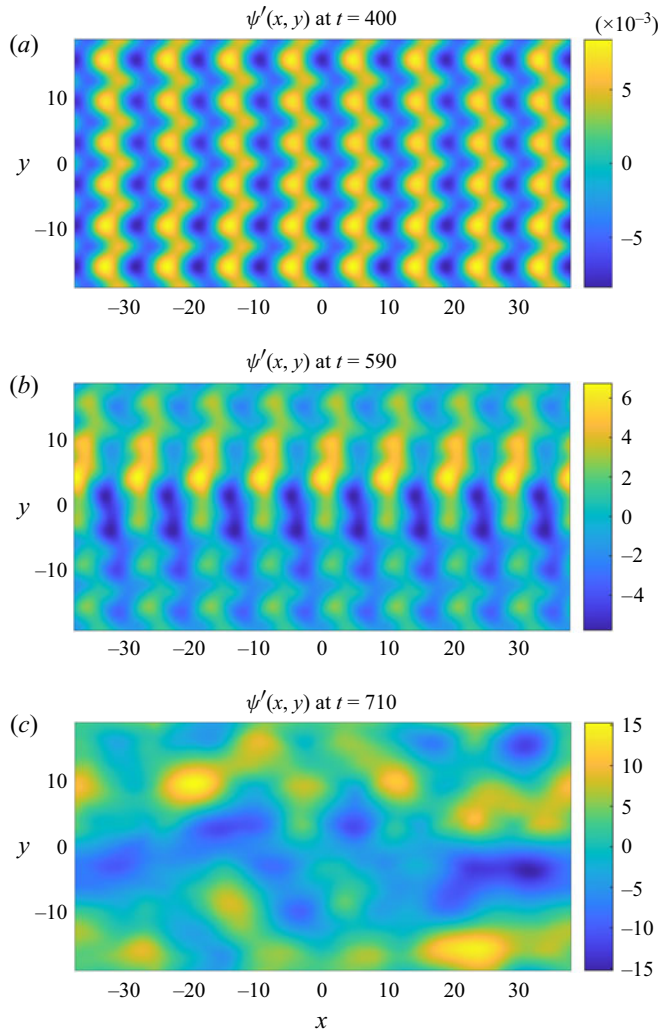 ψ′(x, y) at t = 400
(×10⁻³)
(a)
10
0
–10
y
5
0
–5
–30 –20 –10 0 10 20 30
ψ′(x, y) at t = 590
(b)
10
0
–10
y
6
4
2
0
–2
–4
–30 –20 –10 0 10 20 30
ψ′(x, y) at t = 710
(c)
10
0
–10
y
15
10
5
0
–5
–10
–15
–30 –20 –10 0 10 20 30
x